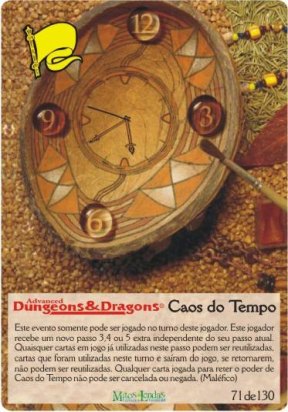 12
9
3
6
Advanced
Dungeons&Dragons® Caos do Tempo
Este evento somente pode ser jogado no turno deste jogador. Este jogador
recebe um novo passo 3,4 ou 5 extra independente do seu passo atual.
Quaisquer cartas em jogo já utilizadas neste passo podem ser reutilizadas,
cartas que foram utilizadas neste turno e saíram do jogo, se retornarem,
não podem ser reutilizadas. Qualquer carta jogada para reter o poder de
Caos do Tempo não pode ser cancelada ou negada. (Maléfico)
Mitos&Lendas
71 de 130